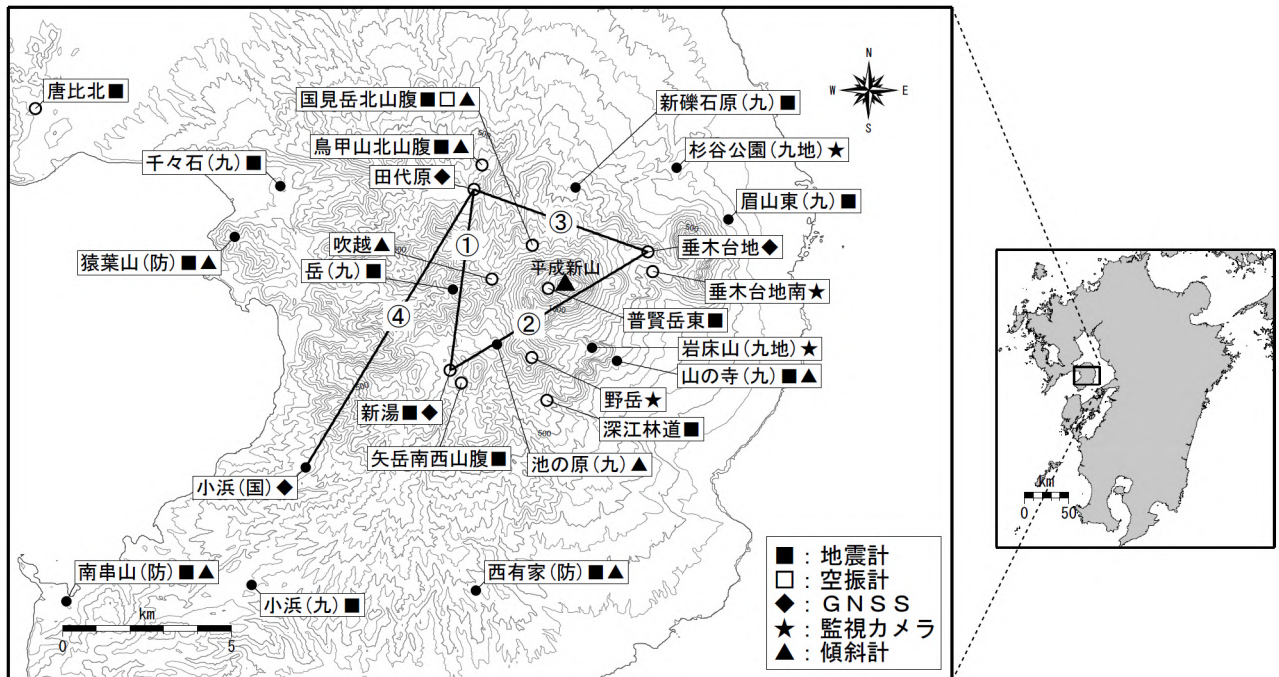 N
W E
S
唐比北■
国見岳北山腹■□▲
新礫石原(九)■
鳥甲山北山腹■▲
杉谷公園(九地)★
千々石(九)■
田代原◆
眉山東(九)■
500
500
③
①
吹越▲
500
垂木台地◆
猿葉山(防)■▲
岳(九)■
平成新山
垂木台地南★
④
②
普賢岳東■
岩床山(九地)★
山の寺(九)■▲
500
新湯■◆
野岳★
深江林道■
500
矢岳南西山腹■
池の原(九)▲
小浜(国)◆
南串山(防)■▲
西有家(防)■▲
小浜(九)■
km
0 5
■：地震計
□：空振計
◆：ＧＮＳＳ
★：監視カメラ
▲：傾斜計
km
0 50